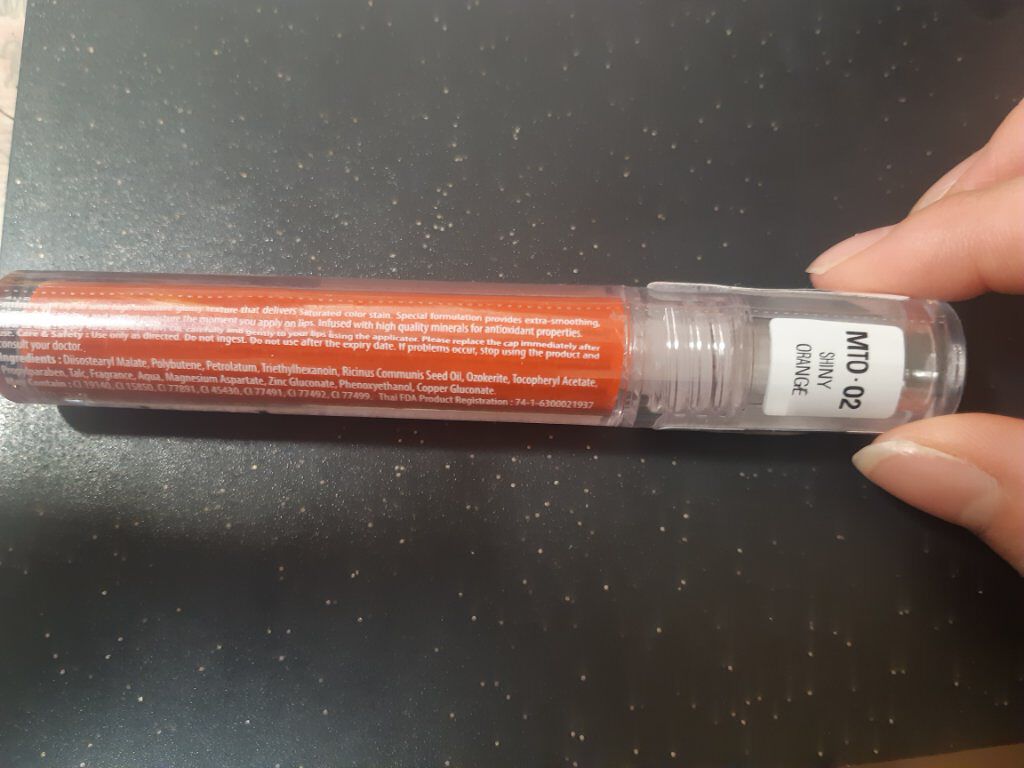 glossy texture that delivers saturated color stain. Special formulation provides extra-smoothing,
the moment you apply on lips. Infused with high quality minerals for antioxidant properties.
carefully and gently to your lips using the applicator. Please replace the cap immediately after
Care & Safety : Use only as directed. Do not ingest. Do not use after the expiry date. If problems occur, stop using the product and
consult your doctor.
Ingredients : Diisostearyl Malate, Polybutene, Petrolatum, Triethylhexanoin, Ricinus Communis Seed Oil, Ozokerite, Tocopheryl Acetate,
Propylparaben, Talc, Fragrance, Aqua, Magnesium Aspartate, Zinc Gluconate, Phenoxyethanol, Copper Gluconate.
Contain : CI 19140, CI 15850, CI 77891, CI 45430, CI 77491, CI 77492, CI 77499. Thai FDA Product Registration : 74-1-6300021937
MTO · 02
SHINY
ORANGE